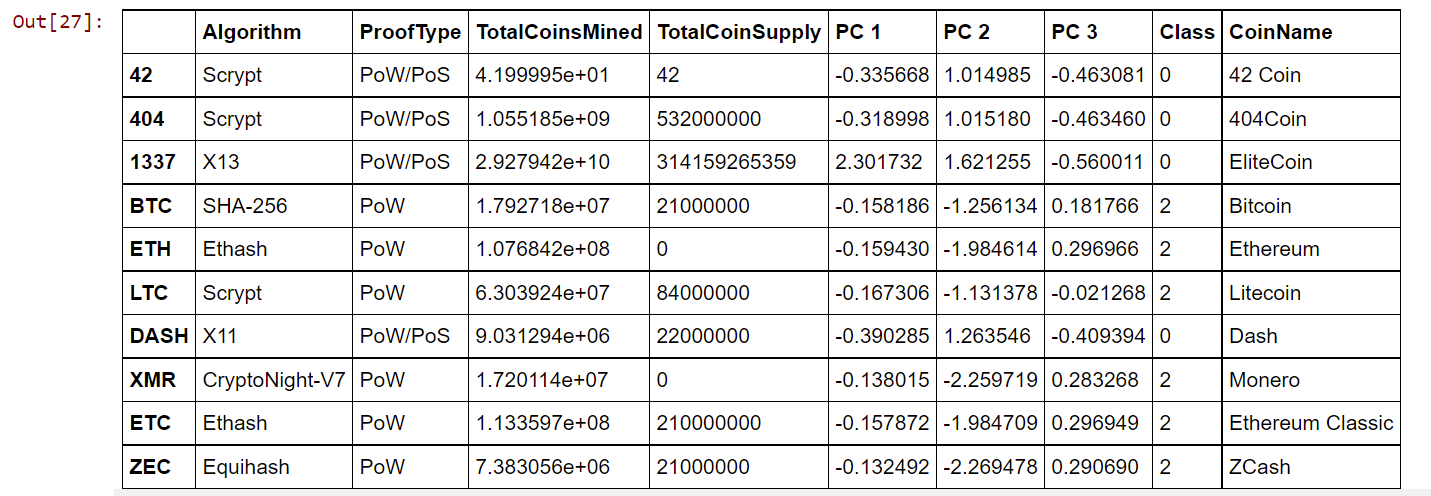 Out[27]:
Algorithm ProofType TotalCoinsMined TotalCoinSupply PC 1 PC 2 PC 3 Class CoinName
42 Scrypt PoW/PoS 4.199995e+01 42 -0.335668 1.014985 -0.463081 0 42 Coin
404 Scrypt PoW/PoS 1.055185e+09 532000000 -0.318998 1.015180 -0.463460 0 404Coin
1337 X13 PoW/PoS 2.927942e+10 314159265359 2.301732 1.621255 -0.560011 0 EliteCoin
BTC SHA-256 PoW 1.792718e+07 21000000 -0.158186 -1.256134 0.181766 2 Bitcoin
ETH Ethash PoW 1.076842e+08 0 -0.159430 -1.984614 0.296966 2 Ethereum
LTC Scrypt PoW 6.303924e+07 84000000 -0.167306 -1.131378 -0.021268 2 Litecoin
DASH X11 PoW/PoS 9.031294e+06 22000000 -0.390285 1.263546 -0.409394 0 Dash
XMR CryptoNight-V7 PoW 1.720114e+07 0 -0.138015 -2.259719 0.283268 2 Monero
ETC Ethash PoW 1.133597e+08 210000000 -0.157872 -1.984709 0.296949 2 Ethereum Classic
ZEC Equihash PoW 7.383056e+06 21000000 -0.132492 -2.269478 0.290690 2 ZCash